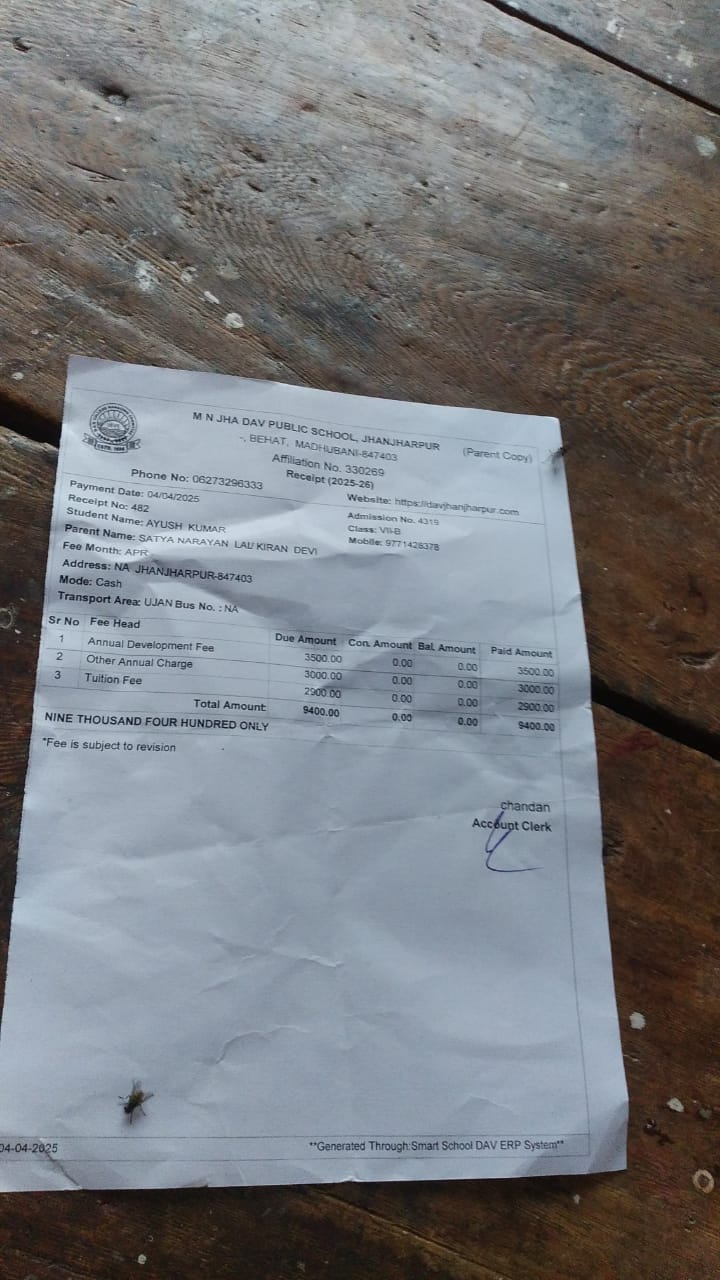 M N JHA DAV PUBLIC SCHOOL, JHANJHARPUR
(Parent Copy)
-, BEHAT, MADHUBANI-847403
Affiliation No. 330269
Receipt (2025-26)
Phone No: 06273296333 Website: https://davjhanjharpur.com
Payment Date: 04/04/2025 Admission No. 4319
Receipt No: 482 Class: VII-B
Student Name: AYUSH KUMAR Mobile: 9771428378
Parent Name: SATYA NARAYAN LAL/ KIRAN DEVI
Fee Month: APR
Address: NA JHANJHARPUR-847403
Mode: Cash
Transport Area: UJAN Bus No. : NA
Sr No Fee Head Due Amount Con. Amount Bal. Amount Paid Amount
1 Annual Development Fee 3500.00 0.00 0.00 3500.00
2 Other Annual Charge 3000.00 0.00 0.00 3000.00
3 Tuition Fee 2900.00 0.00 0.00 2900.00
Total Amount: 9400.00 0.00 0.00 9400.00
NINE THOUSAND FOUR HUNDRED ONLY
*Fee is subject to revision
chandan
Account Clerk
04-04-2025 **Generated Through:Smart School DAV ERP System**